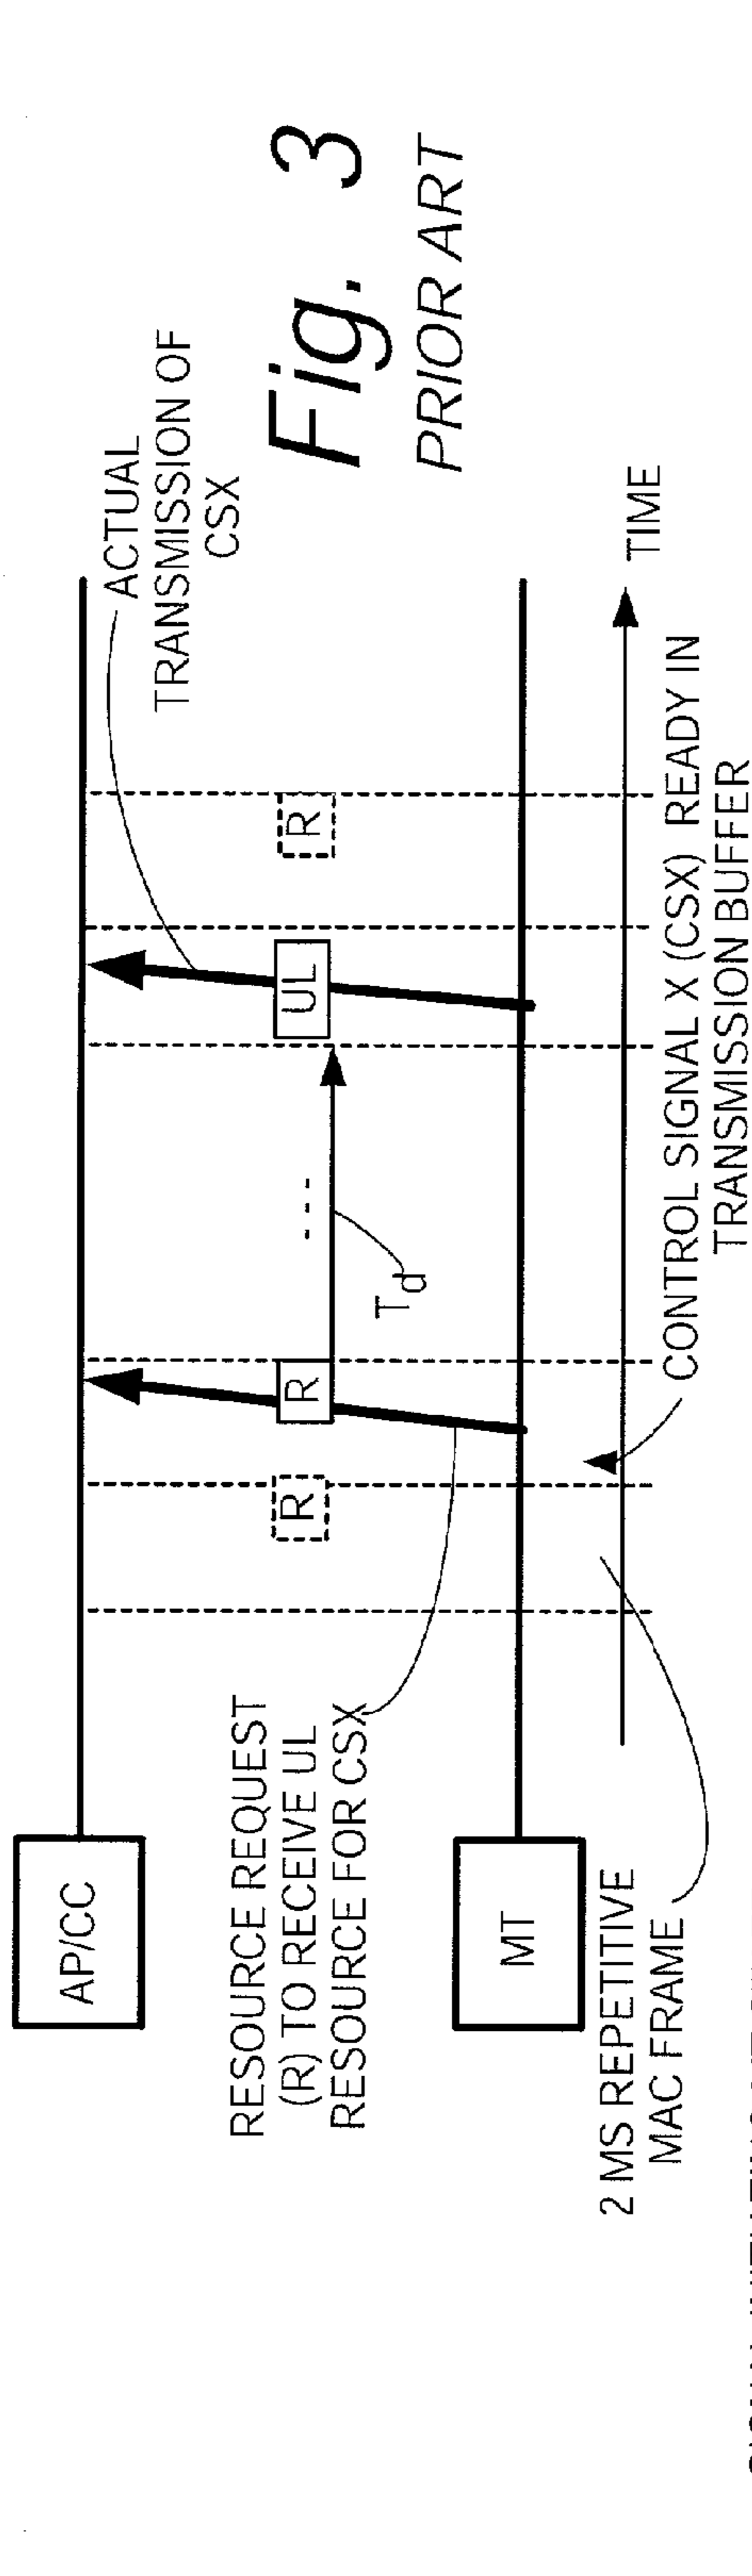 AP/CC
ACTUAL
TRANSMISSION OF
CSX
RESOURCE REQUEST
(R) TO RECEIVE UL
RESOURCE FOR CSX
R
R
- - -
UL
R
T d
MT
2 MS REPETITIVE
MAC FRAME
TIME
CONTROL SIGNAL X (CSX) READY IN
TRANSMISSION BUFFER
Fig. 3
PRIOR ART